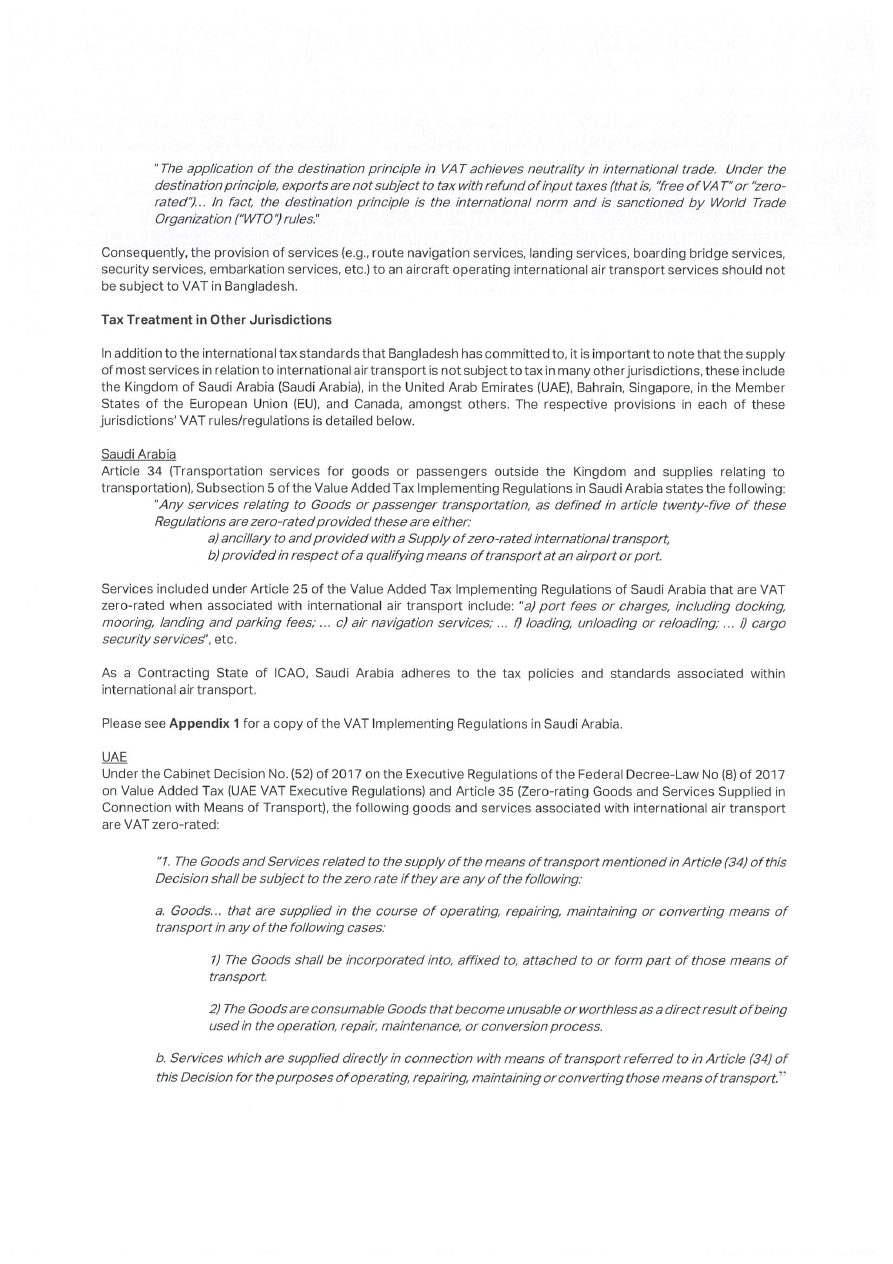 "The application of the destination principle in VAT achieves neutrality in international trade. Under the
destination principle, exports are not subject to tax with refund of input taxes (that is, "free of VAT" or "zero-
rated")... In fact, the destination principle is the international norm and is sanctioned by World Trade
Organization ("WTO") rules."
Consequently, the provision of services (e.g., route navigation services, landing services, boarding bridge services,
security services, embarkation services, etc.) to an aircraft operating international air transport services should not
be subject to VAT in Bangladesh.
Tax Treatment in Other Jurisdictions
In addition to the international tax standards that Bangladesh has committed to, it is important to note that the supply
of most services in relation to international air transport is not subject to tax in many other jurisdictions, these include
the Kingdom of Saudi Arabia (Saudi Arabia), in the United Arab Emirates (UAE), Bahrain, Singapore, in the Member
States of the European Union (EU), and Canada, amongst others. The respective provisions in each of these
jurisdictions' VAT rules/regulations is detailed below.
Saudi Arabia
Article 34 (Transportation services for goods or passengers outside the Kingdom and supplies relating to
transportation), Subsection 5 of the Value Added Tax Implementing Regulations in Saudi Arabia states the following:
"Any services relating to Goods or passenger transportation, as defined in article twenty-five of these
Regulations are zero-rated provided these are either:
a) ancillary to and provided with a Supply of zero-rated international transport,
b) provided in respect of a qualifying means of transport at an airport or port.
Services included under Article 25 of the Value Added Tax Implementing Regulations of Saudi Arabia that are VAT
zero-rated when associated with international air transport include: "a) port fees or charges, including docking,
mooring, landing and parking fees; ... c) air navigation services; ... f) loading, unloading or reloading; ... i) cargo
security services", etc.
As a Contracting State of ICAO, Saudi Arabia adheres to the tax policies and standards associated within
international air transport.
Please see Appendix 1 for a copy of the VAT Implementing Regulations in Saudi Arabia.
UAE
Under the Cabinet Decision No. (52) of 2017 on the Executive Regulations of the Federal Decree-Law No (8) of 2017
on Value Added Tax (UAE VAT Executive Regulations) and Article 35 (Zero-rating Goods and Services Supplied in
Connection with Means of Transport), the following goods and services associated with international air transport
are VAT zero-rated:
"1. The Goods and Services related to the supply of the means of transport mentioned in Article (34) of this
Decision shall be subject to the zero rate if they are any of the following:
a. Goods... that are supplied in the course of operating, repairing, maintaining or converting means of
transport in any of the following cases:
1) The Goods shall be incorporated into, affixed to, attached to or form part of those means of
transport.
2) The Goods are consumable Goods that become unusable or worthless as a direct result of being
used in the operation, repair, maintenance, or conversion process.
b. Services which are supplied directly in connection with means of transport referred to in Article (34) of
this Decision for the purposes of operating, repairing, maintaining or converting those means of transport."